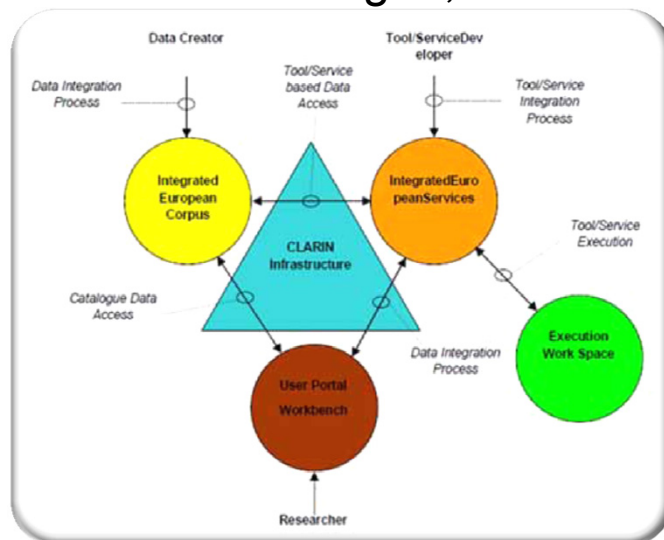 Data Creator
Tool/ServiceDev
eloper
Data Integration
Process
Tool/Service
based Data
Access
Tool/Service
Integration
Process
Integrated
European
Corpus
IntegratedEuro
peanServices
CLARIN
Infrastructure
Tool/Service
Execution
Catalogue Data
Access
Data Integration
Process
Execution
Work Space
User Portal
Workbench
Researcher